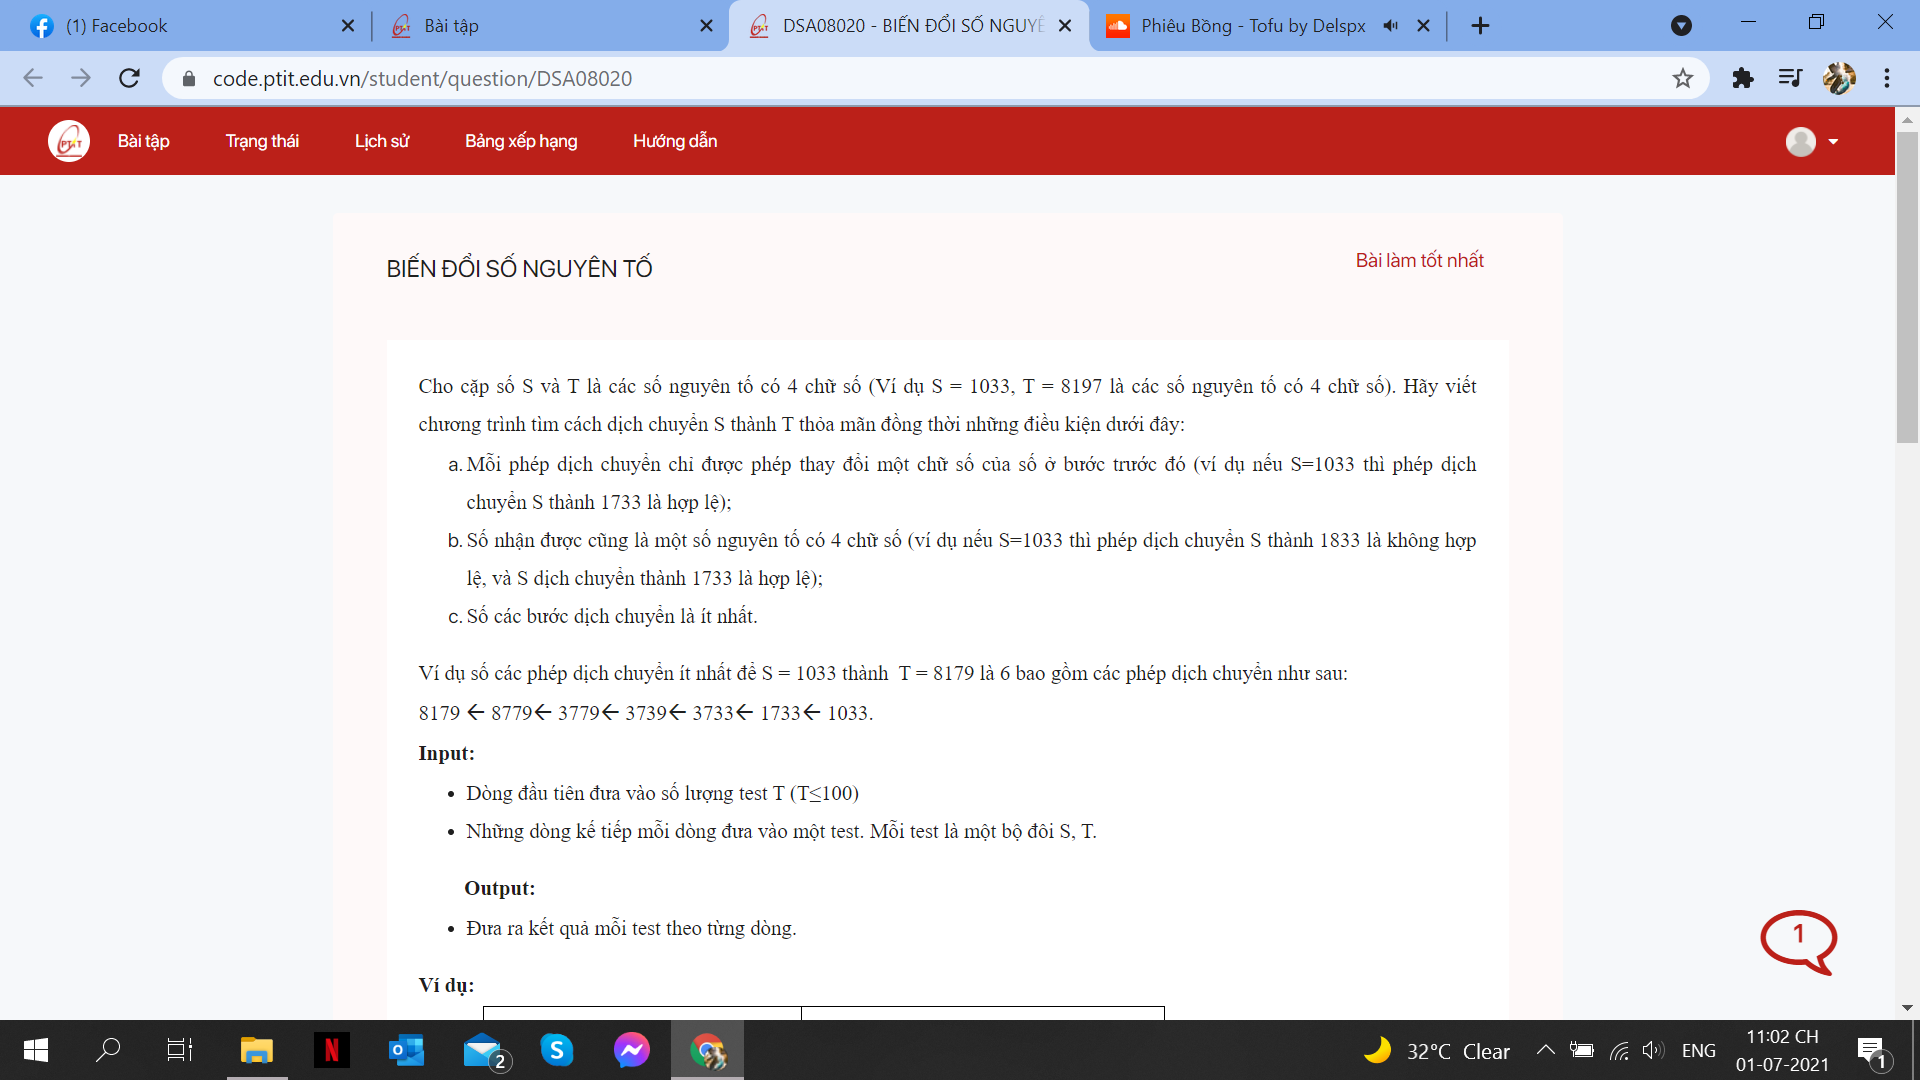 (1) Facebook
Bài tập
DSA08020 - BIẾN ĐỔI SỐ NGUYÊ
Phiêu Bồng - Tofu by Delspx
code.ptit.edu.vn/student/question/DSA08020
PTIT
Bài tập
Trạng thái
Lịch sử
Bảng xếp hạng
Hướng dẫn
BIẾN ĐỔI SỐ NGUYÊN TỐ
Bài làm tốt nhất
Cho cặp số S và T là các số nguyên tố có 4 chữ số (Ví dụ S = 1033, T = 8197 là các số nguyên tố có 4 chữ số). Hãy viết
chương trình tìm cách dịch chuyển S thành T thỏa mãn đồng thời những điều kiện dưới đây:
a. Mỗi phép dịch chuyển chỉ được phép thay đổi một chữ số của số ở bước trước đó (ví dụ nếu S=1033 thì phép dịch
chuyển S thành 1733 là hợp lệ);
b. Số nhận được cũng là một số nguyên tố có 4 chữ số (ví dụ nếu S=1033 thì phép dịch chuyển S thành 1833 là không hợp
lệ, và S dịch chuyển thành 1733 là hợp lệ);
c. Số các bước dịch chuyển là ít nhất.
Ví dụ số các phép dịch chuyển ít nhất để S = 1033 thành  T = 8179 là 6 bao gồm các phép dịch chuyển như sau:
8179 ← 8779← 3779← 3739← 3733← 1733← 1033.
Input:
• Dòng đầu tiên đưa vào số lượng test T (T≤100)
• Những dòng kế tiếp mỗi dòng đưa vào một test. Mỗi test là một bộ đôi S, T.
Output:
• Đưa ra kết quả mỗi test theo từng dòng.
Ví dụ:
1
N
2
32°C Clear
ENG
11:02 CH
01-07-2021
1